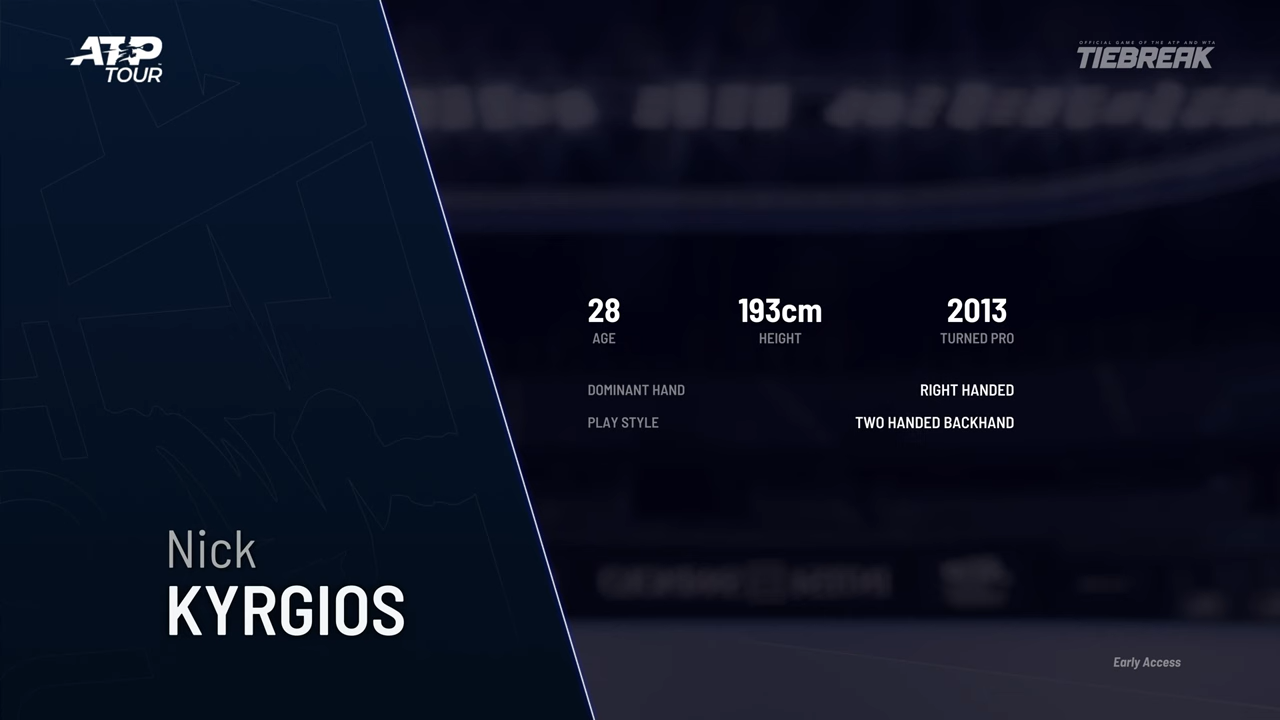 ATP
TOUR
OFFICIAL GAME OF THE ATP AND WTA
TIEBREAK
28
193cm
2013
AGE
HEIGHT
TURNED PRO
DOMINANT HAND
RIGHT HANDED
PLAY STYLE
TWO HANDED BACKHAND
Nick
KYRGIOS
Early Access